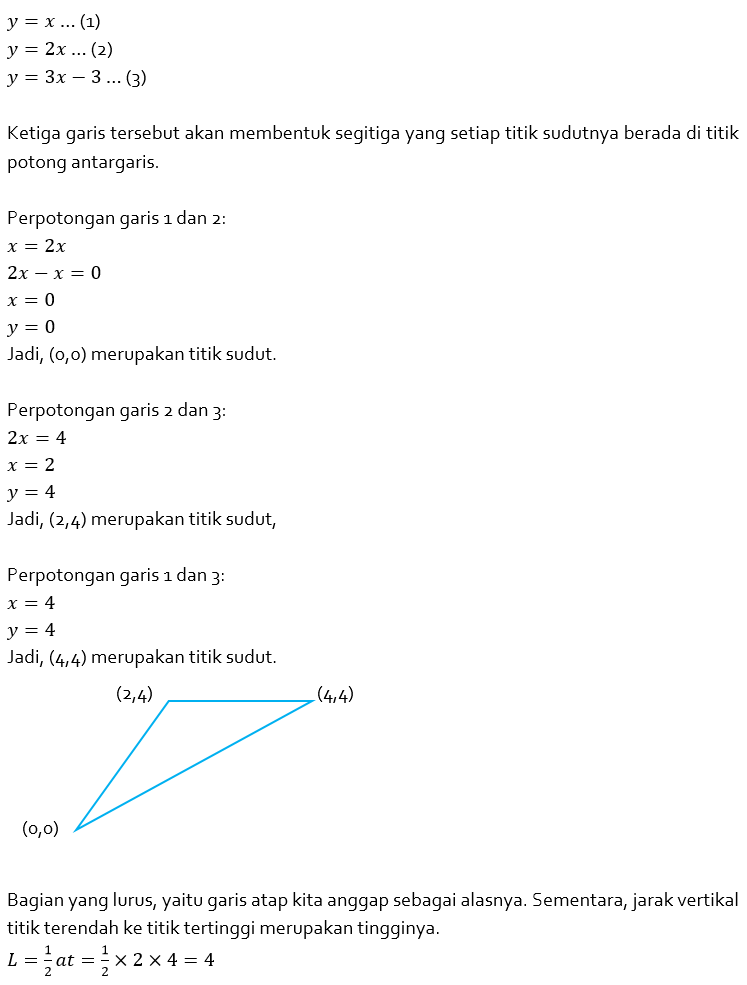 y = x ... (1)
y = 2x ... (2)
y = 3x − 3 ... (3)
Ketiga garis tersebut akan membentuk segitiga yang setiap titik sudutnya berada di titik
potong antargaris.
Perpotongan garis 1 dan 2:
x = 2x
2x − x = 0
x = 0
y = 0
Jadi, (0,0) merupakan titik sudut.
Perpotongan garis 2 dan 3:
2x = 4
x = 2
y = 4
Jadi, (2,4) merupakan titik sudut,
Perpotongan garis 1 dan 3:
x = 4
y = 4
Jadi, (4,4) merupakan titik sudut.
(2,4) (4,4)
(0,0)
Bagian yang lurus, yaitu garis atap kita anggap sebagai alasnya. Sementara, jarak vertikal
titik terendah ke titik tertinggi merupakan tingginya.
L = 1/2 at = 1/2 × 2 × 4 = 4